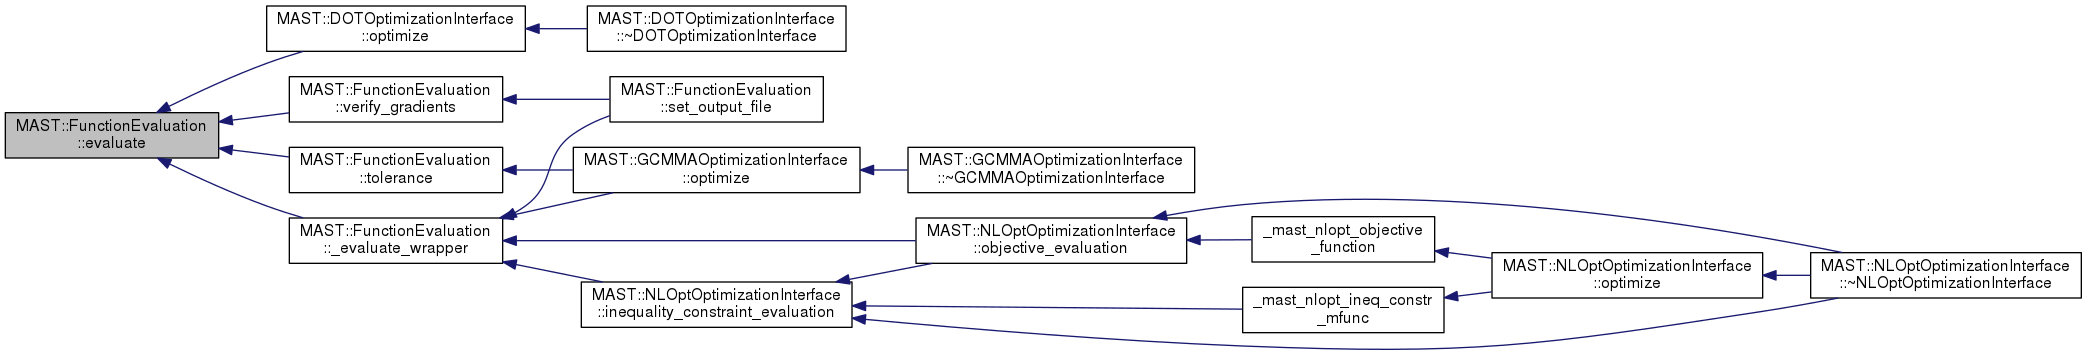 MAST::DOTOptimizationInterface
::optimize
MAST::DOTOptimizationInterface
::~DOTOptimizationInterface
MAST::FunctionEvaluation
::verify_gradients
MAST::FunctionEvaluation
::set_output_file
MAST::FunctionEvaluation
::evaluate
MAST::FunctionEvaluation
::tolerance
MAST::GCMMAOptimizationInterface
::optimize
MAST::GCMMAOptimizationInterface
::~GCMMAOptimizationInterface
MAST::FunctionEvaluation
::_evaluate_wrapper
MAST::NLOptOptimizationInterface
::objective_evaluation
_mast_nlopt_objective
_function
MAST::NLOptOptimizationInterface
::optimize
MAST::NLOptOptimizationInterface
::~NLOptOptimizationInterface
MAST::NLOptOptimizationInterface
::inequality_constraint_evaluation
_mast_nlopt_ineq_constr
_mfunc